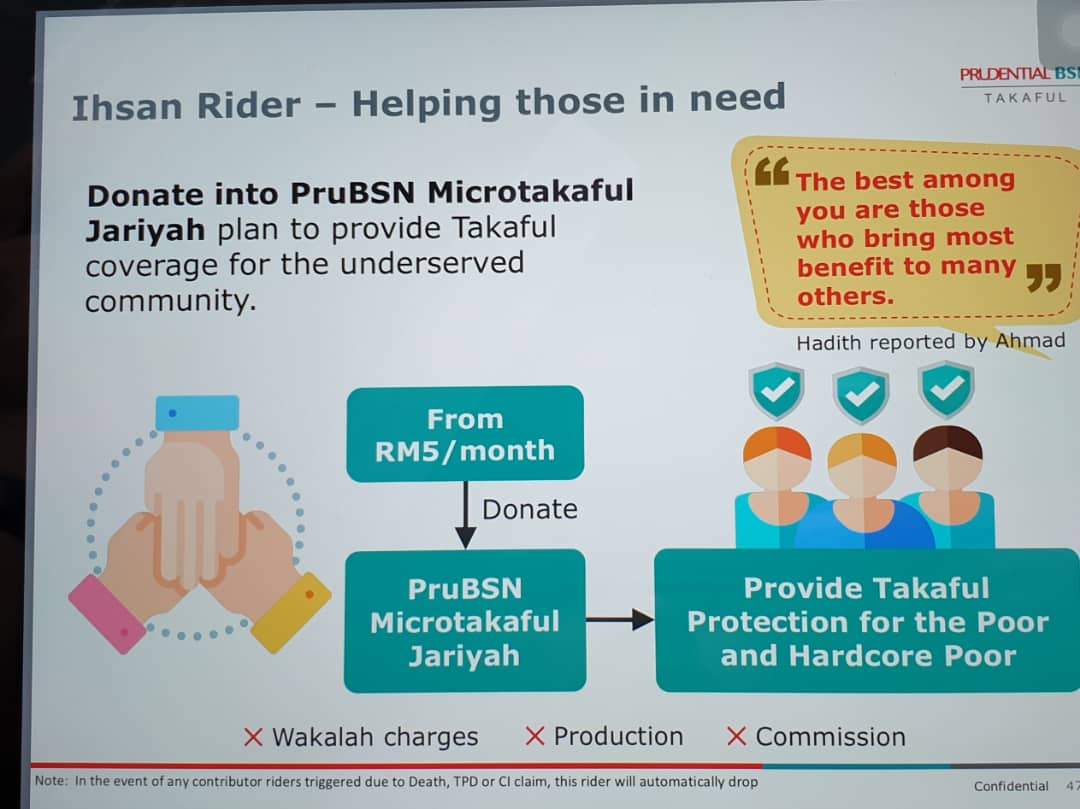 PRUDENTIAL BSN
TAKAFUL
Ihsan Rider – Helping those in need
Donate into PruBSN Microtakaful
Jariyah plan to provide Takaful
coverage for the underserved
community.
“ The best among
you are those
who bring most
benefit to many
others. ”
Hadith reported by Ahmad
From
RM5/month
Donate
PruBSN
Microtakaful
Jariyah
Provide Takaful
Protection for the Poor
and Hardcore Poor
X Wakalah charges X Production X Commission
Note: In the event of any contributor riders triggered due to Death, TPD or CI claim, this rider will automatically drop
Confidential 47